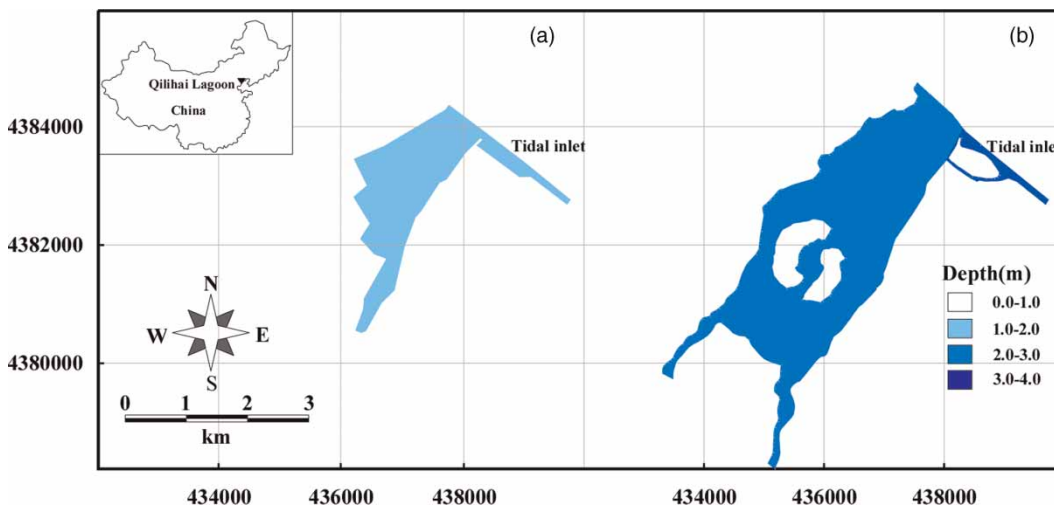 (a)
(b)
Qilihai Lagoon
China
4384000
4382000
4380000
Tidal inlet
Tidal inlet
N
W
E
S
0 1 2 3
km
Depth(m)
0.0-1.0
1.0-2.0
2.0-3.0
3.0-4.0
434000 436000 438000 434000 436000 438000